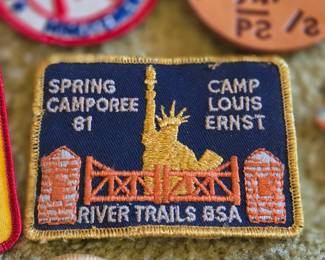 SPRING
CAMPOREE
81
CAMP
LOUIS
ERNST
RIVER TRAILS BSA